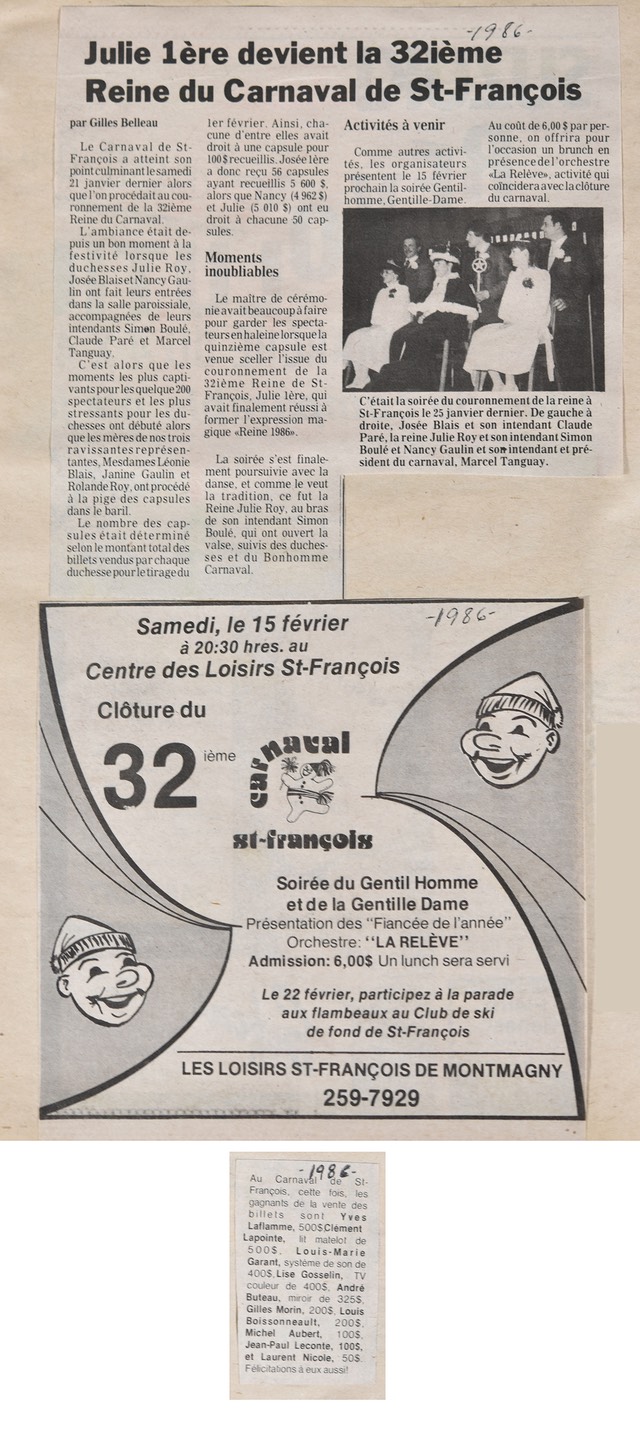 -1986-
Julie 1ère devient la 32ième
Reine du Carnaval de St-François
par Gilles Belleau
Le Carnaval de St-
François a atteint son
point culminant le samedi
21 janvier dernier alors
que l'on procédait au cou-
ronnement de la 32ième
Reine du Carnaval.
L'ambiance était de-
puis un bon moment à la
festivité lorsque les
duchesses Julie Roy,
Josée Blais et Nancy Gau-
lin ont fait leurs entrées
dans la salle paroissiale,
accompagnées de leurs
intendants Simon Boulé,
Claude Paré et Marcel
Tanguay.
C'est alors que les
moments les plus capti-
vants pour les quelque 200
spectateurs et les plus
stressants pour les du-
chesses ont débuté alors
que les mères de nos trois
ravissantes représen-
tantes, Mesdames Léonie
Blais, Janine Gaulin et
Rolande Roy, ont procédé
à la pige des capsules
dans le baril.
Le nombre des cap-
sules était déterminé
selon le montant total des
billets vendus par chaque
duchesse pour le tirage du
1er février. Ainsi, cha-
cune d'entre elles avait
droit à une capsule pour
100$ recueillis. Josée 1ère
a donc reçu 56 capsules
ayant recueillis 5 600 $,
alors que Nancy (4 962 $)
et Julie (5 010 $) ont eu
droit à chacune 50 cap-
sules.
Moments
inoubliables
Le maître de cérémo-
nie avait beaucoup à faire
pour garder les specta-
teurs en haleine lorsque la
quinzième capsule est
venue sceller l'issue du
couronnement de la
32ième Reine de St-
François, Julie 1ère, qui
avait finalement réussi à
former l'expression ma-
gique «Reine 1986».
La soirée s'est finale-
ment poursuivie avec la
danse, et comme le veut
la tradition, ce fut la
Reine Julie Roy, au bras
de son intendant Simon
Boulé, qui ont ouvert la
valse, suivis des duches-
ses et du Bonhomme
Carnaval.
Activités à venir
Comme autres activi-
tés, les organisateurs
présentent le 15 février
prochain la soirée Gentil-
homme, Gentille-Dame.
Au coût de 6,00 $ par per-
sonne, on offrira pour
l'occasion un brunch en
présence de l'orchestre
«La Relève», activité qui
coïncidera avec la clôture
du carnaval.
C'était la soirée du couronnement de la reine à
St-François le 25 janvier dernier. De gauche à
droite, Josée Blais et son intendant Claude
Paré, la reine Julie Roy et son intendant Simon
Boulé et Nancy Gaulin et son intendant et pré-
sident du carnaval, Marcel Tanguay.
-1986-
Samedi, le 15 février
à 20:30 hres. au
Centre des Loisirs St-François
Clôture du
32 ième
carnaval
st-françois
Soirée du Gentil Homme
et de la Gentille Dame
Présentation des "Fiancée de l'année"
Orchestre: "LA RELÈVE"
Admission: 6,00$ Un lunch sera servi
Le 22 février, participez à la parade
aux flambeaux au Club de ski
de fond de St-François
LES LOISIRS ST-FRANÇOIS DE MONTMAGNY
259-7929
-1986-
Au Carnaval de St-
François, cette fois, les
gagnants de la vente des
billets sont Yves
Laflamme, 500$ Clément
Lapointe, lit matelot de
500$, Louis-Marie
Garant, système de son de
400$, Lise Gosselin, TV
couleur de 400$, André
Buteau, miroir de 325$,
Gilles Morin, 200$, Louis
Boissonneault, 200$,
Michel Aubert, 100$,
Jean-Paul Leconte, 100$,
et Laurent Nicole, 50$.
Félicitations à eux aussi!